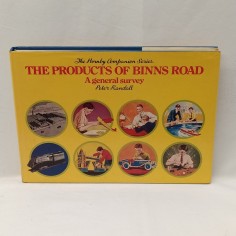 The Hornby Companion Series
THE PRODUCTS OF BINNS ROAD
A general survey
Peter Randall